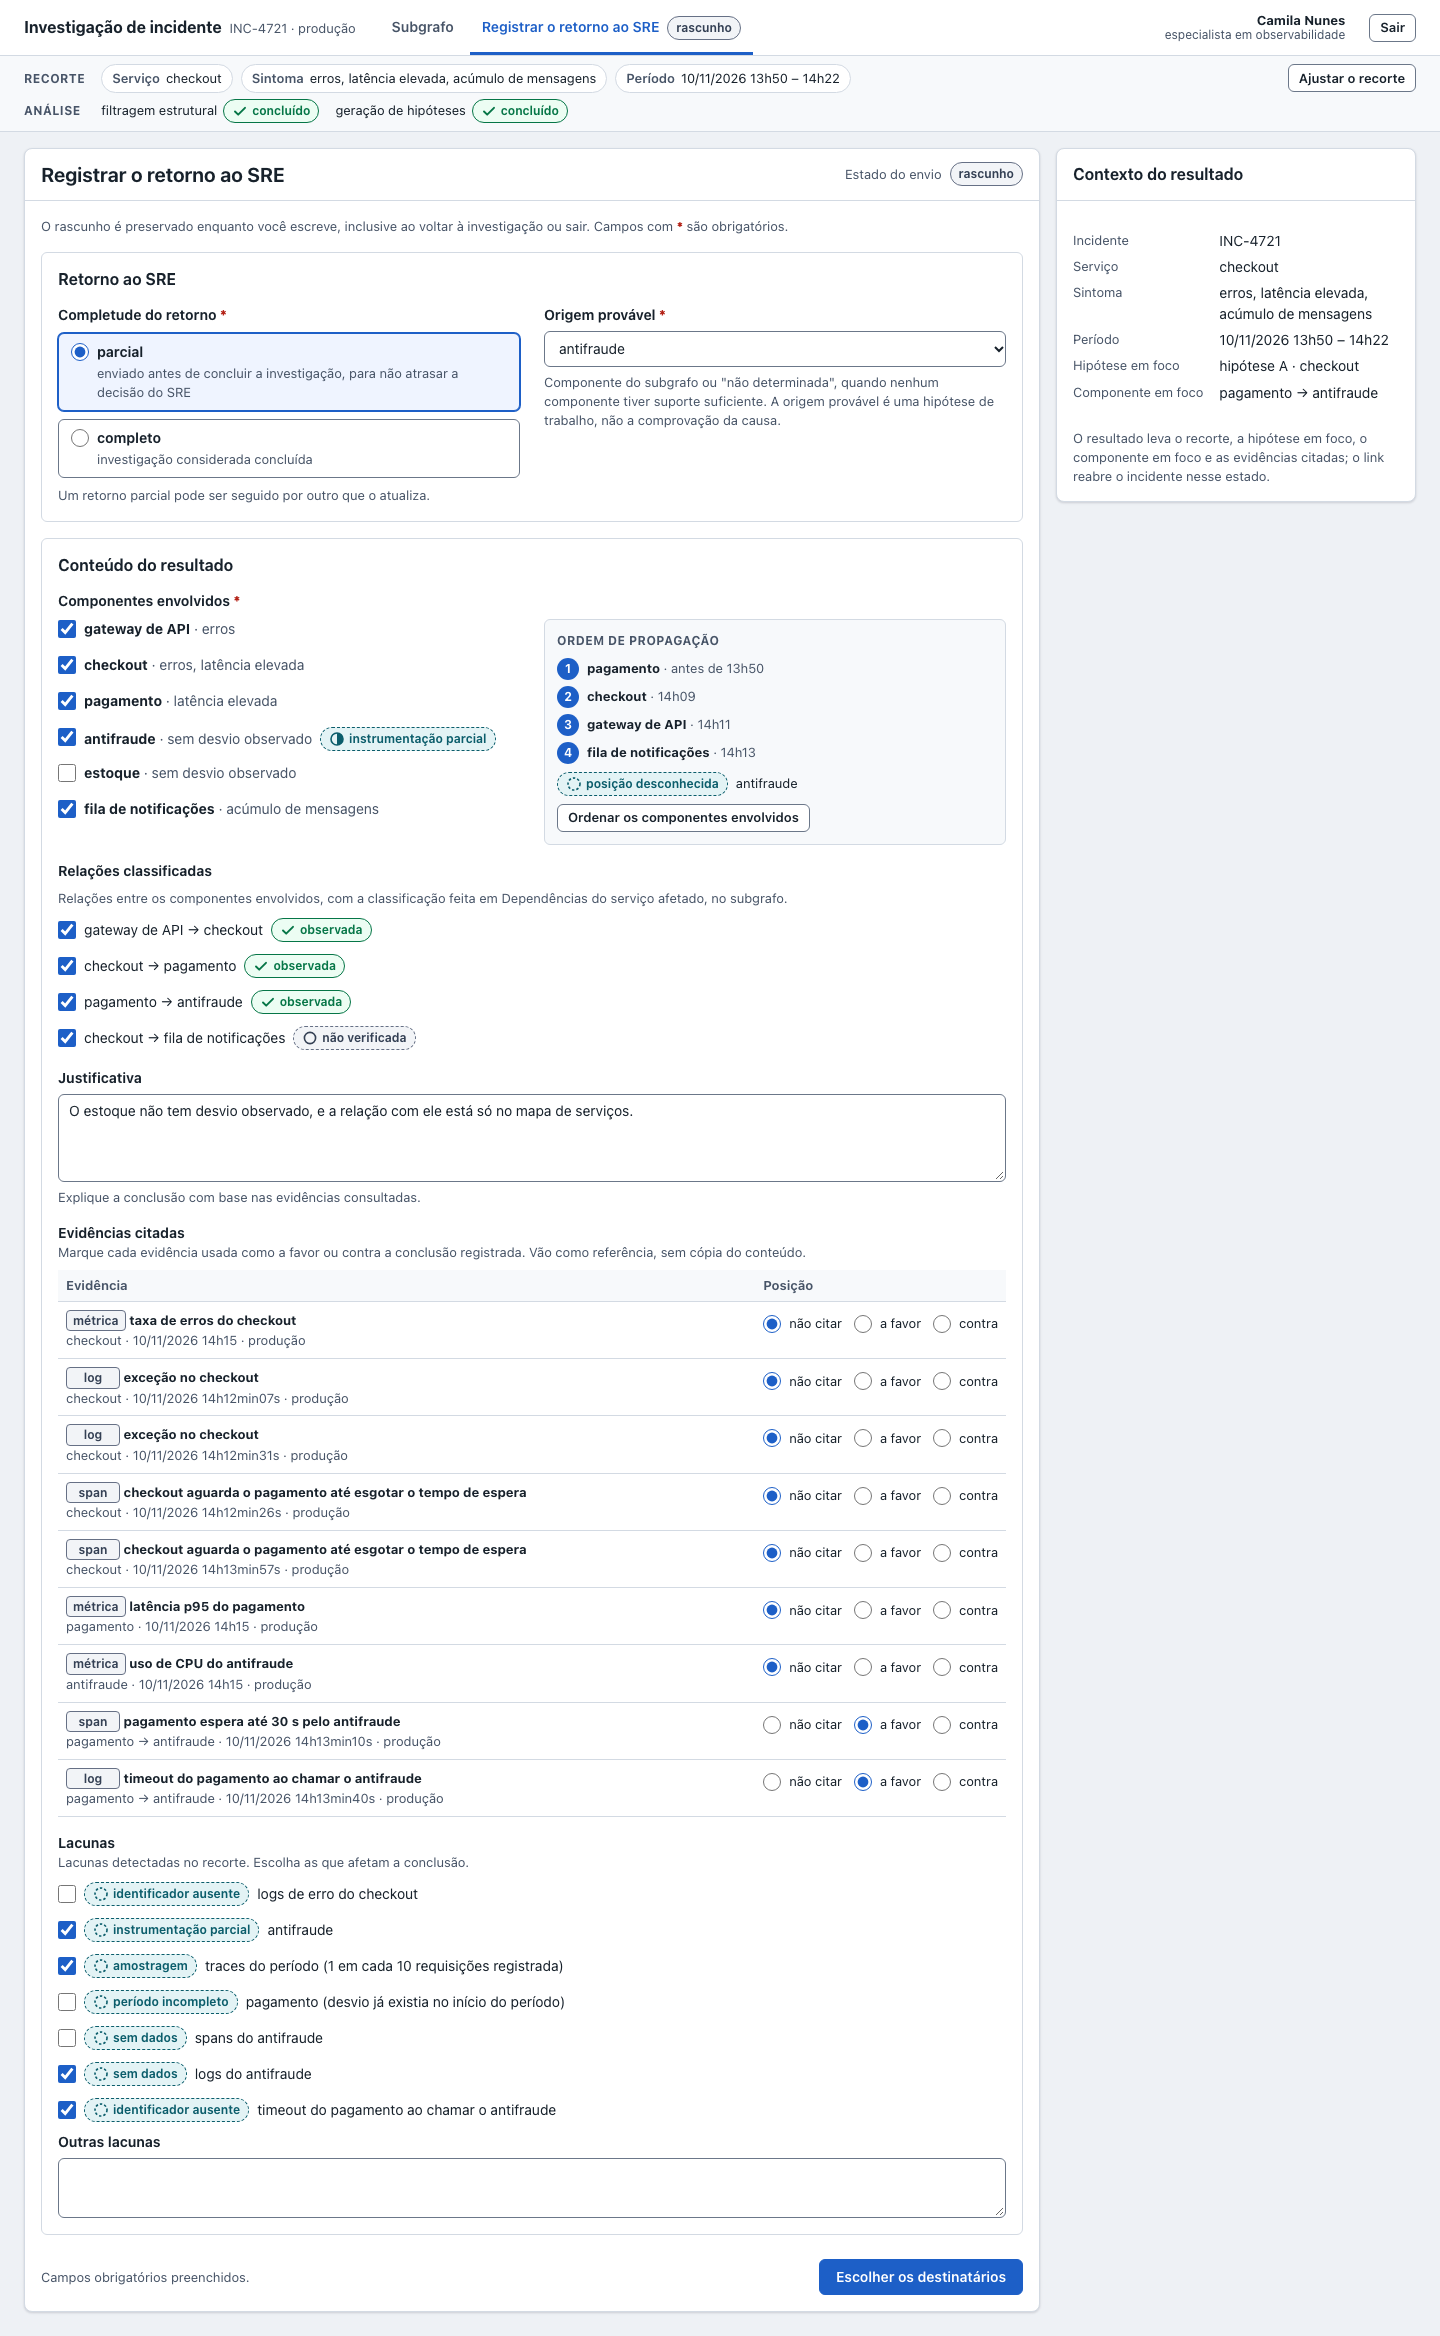 Investigação de incidente INC-4721 · produção
Subgrafo
Registrar o retorno ao SRE rascunho
Camila Nunes
especialista em observabilidade
Sair
RECORTE Serviço checkout Sintoma erros, latência elevada, acúmulo de mensagens Período 10/11/2026 13h50 – 14h22 Ajustar o recorte
ANÁLISE filtragem estrutural concluído geração de hipóteses concluído
Registrar o retorno ao SRE
Estado do envio rascunho
O rascunho é preservado enquanto você escreve, inclusive ao voltar à investigação ou sair. Campos com * são obrigatórios.
Retorno ao SRE
Completude do retorno *
parcial
enviado antes de concluir a investigação, para não atrasar a
decisão do SRE
completo
investigação considerada concluída
Um retorno parcial pode ser seguido por outro que o atualiza.
Origem provável *
antifraude
Componente do subgrafo ou "não determinada", quando nenhum
componente tiver suporte suficiente. A origem provável é uma hipótese de
trabalho, não a comprovação da causa.
Conteúdo do resultado
Componentes envolvidos *
gateway de API · erros
checkout · erros, latência elevada
pagamento · latência elevada
antifraude · sem desvio observado instrumentação parcial
estoque · sem desvio observado
fila de notificações · acúmulo de mensagens
ORDEM DE PROPAGAÇÃO
1 pagamento · antes de 13h50
2 checkout · 14h09
3 gateway de API · 14h11
4 fila de notificações · 14h13
posição desconhecida antifraude
Ordenar os componentes envolvidos
Relações classificadas
Relações entre os componentes envolvidos, com a classificação feita em Dependências do serviço afetado, no subgrafo.
gateway de API → checkout observada
checkout → pagamento observada
pagamento → antifraude observada
checkout → fila de notificações não verificada
Justificativa
O estoque não tem desvio observado, e a relação com ele está só no mapa de serviços.
Explique a conclusão com base nas evidências consultadas.
Evidências citadas
Marque cada evidência usada como a favor ou contra a conclusão registrada. Vão como referência, sem cópia do conteúdo.
Evidência Posição
métrica taxa de erros do checkout não citar a favor contra
checkout · 10/11/2026 14h15 · produção
log exceção no checkout não citar a favor contra
checkout · 10/11/2026 14h12min07s · produção
log exceção no checkout não citar a favor contra
checkout · 10/11/2026 14h12min31s · produção
span checkout aguarda o pagamento até esgotar o tempo de espera não citar a favor contra
checkout · 10/11/2026 14h12min26s · produção
span checkout aguarda o pagamento até esgotar o tempo de espera não citar a favor contra
checkout · 10/11/2026 14h13min57s · produção
métrica latência p95 do pagamento não citar a favor contra
pagamento · 10/11/2026 14h15 · produção
métrica uso de CPU do antifraude não citar a favor contra
antifraude · 10/11/2026 14h15 · produção
span pagamento espera até 30 s pelo antifraude não citar a favor contra
pagamento → antifraude · 10/11/2026 14h13min10s · produção
log timeout do pagamento ao chamar o antifraude não citar a favor contra
pagamento → antifraude · 10/11/2026 14h13min40s · produção
Lacunas
Lacunas detectadas no recorte. Escolha as que afetam a conclusão.
identificador ausente logs de erro do checkout
instrumentação parcial antifraude
amostragem traces do período (1 em cada 10 requisições registrada)
período incompleto pagamento (desvio já existia no início do período)
sem dados spans do antifraude
sem dados logs do antifraude
identificador ausente timeout do pagamento ao chamar o antifraude
Outras lacunas
Campos obrigatórios preenchidos.
Escolher os destinatários
Contexto do resultado
Incidente INC-4721
Serviço checkout
Sintoma erros, latência elevada,
acúmulo de mensagens
Período 10/11/2026 13h50 – 14h22
Hipótese em foco hipótese A · checkout
Componente em foco pagamento → antifraude
O resultado leva o recorte, a hipótese em foco, o
componente em foco e as evidências citadas; o link
reabre o incidente nesse estado.